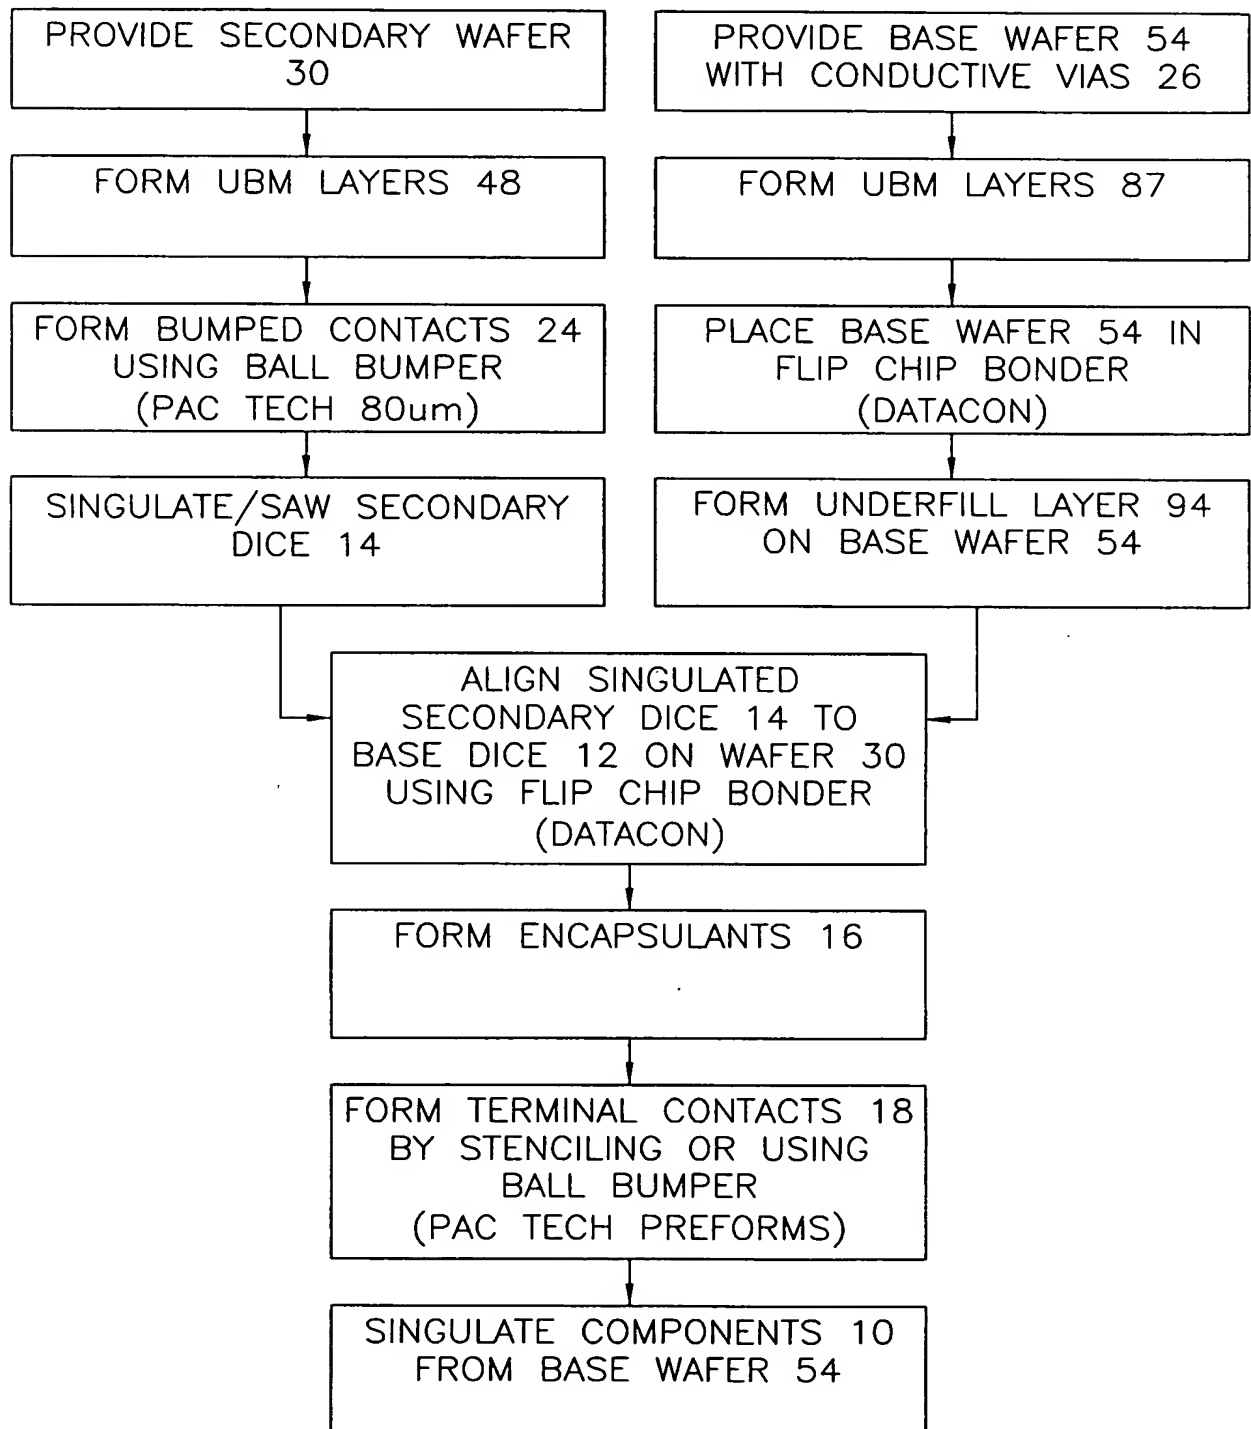 PROVIDE SECONDARY WAFER
30
FORM UBM LAYERS 48
FORM BUMPED CONTACTS 24
USING BALL BUMPER
(PAC TECH 80um)
SINGULATE/SAW SECONDARY
DICE 14
PROVIDE BASE WAFER 54
WITH CONDUCTIVE VIAS 26
FORM UBM LAYERS 87
PLACE BASE WAFER 54 IN
FLIP CHIP BONDER
(DATACON)
FORM UNDERFILL LAYER 94
ON BASE WAFER 54
ALIGN SINGULATED
SECONDARY DICE 14 TO
BASE DICE 12 ON WAFER 30
USING FLIP CHIP BONDER
(DATACON)
FORM ENCAPSULANTS 16
FORM TERMINAL CONTACTS 18
BY STENCILING OR USING
BALL BUMPER
(PAC TECH PREFORMS)
SINGULATE COMPONENTS 10
FROM BASE WAFER 54